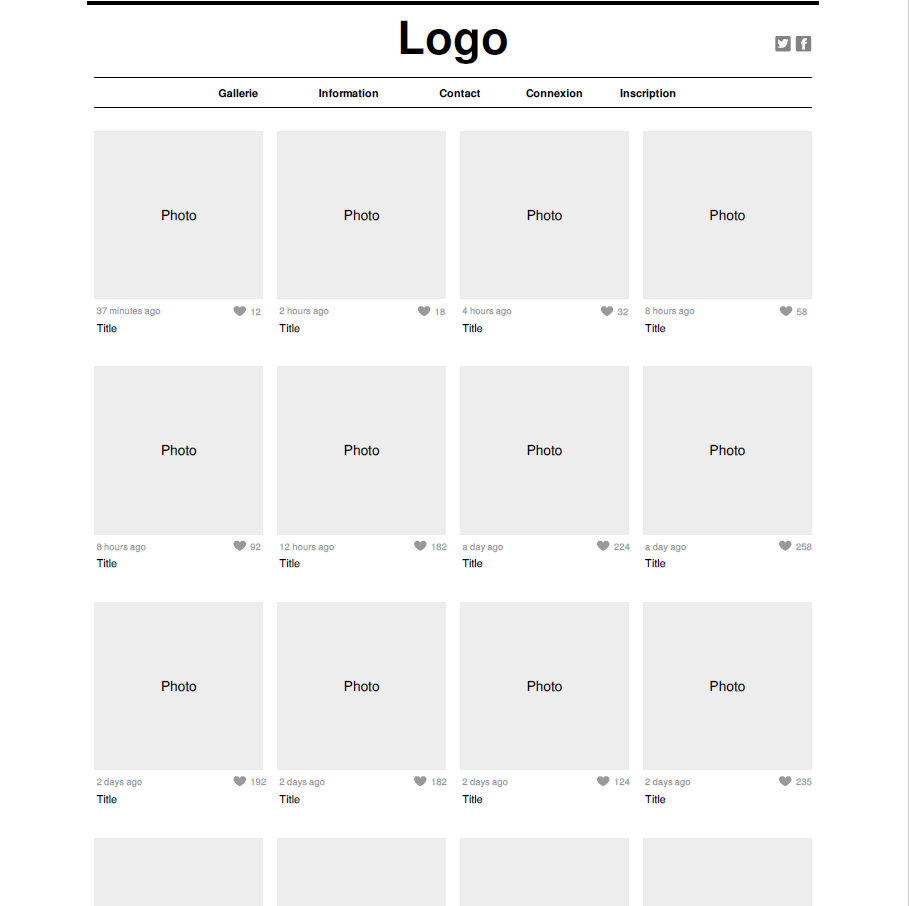 Logo
Gallerie Information Contact Connexion Inscription
Photo Photo Photo Photo
37 minutes ago 12 2 hours ago 18 4 hours ago 32 8 hours ago 58
Title Title Title Title
Photo Photo Photo Photo
8 hours ago 92 12 hours ago 182 a day ago 224 a day ago 258
Title Title Title Title
Photo Photo Photo Photo
2 days ago 192 2 days ago 182 2 days ago 124 2 days ago 235
Title Title Title Title